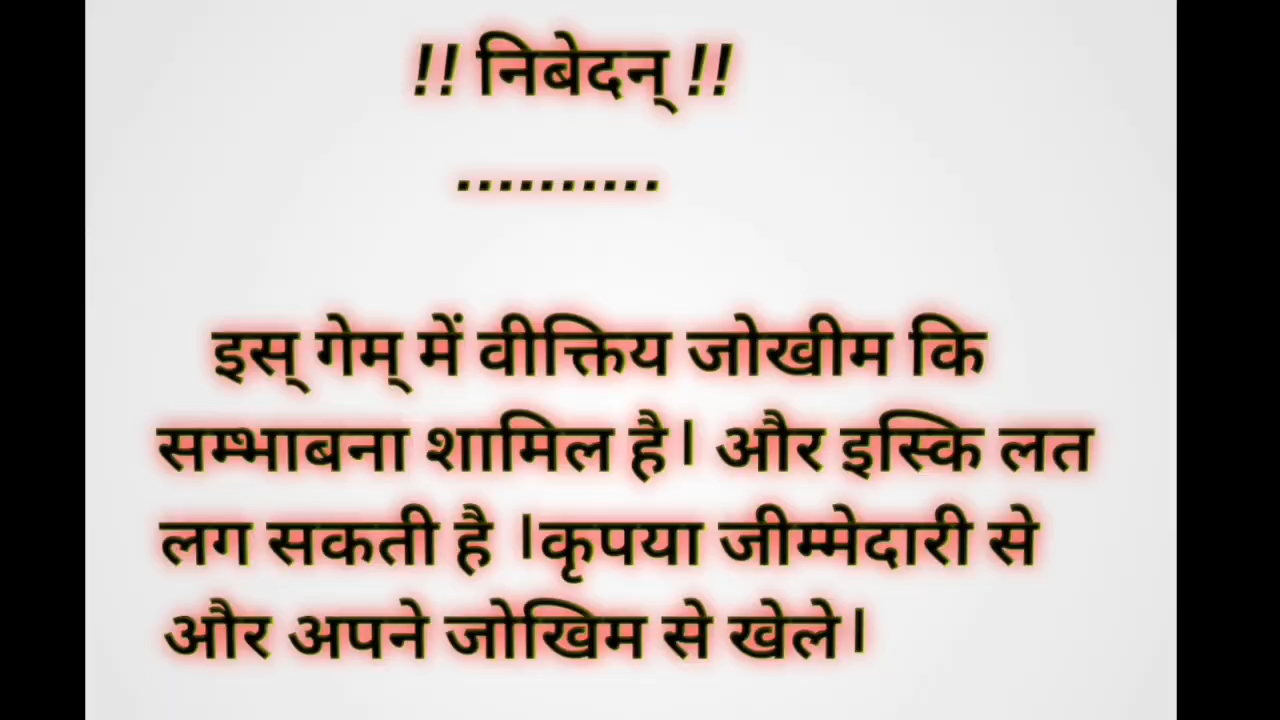 !! निबेदन् !!
..........
इस् गेम् में वीत्तिय जोखीम कि
सम्भाबना शामिल है। और इस्कि लत
लग सकती है ।कृपया जीम्मेदारी से
और अपने जोखिम से खेले।